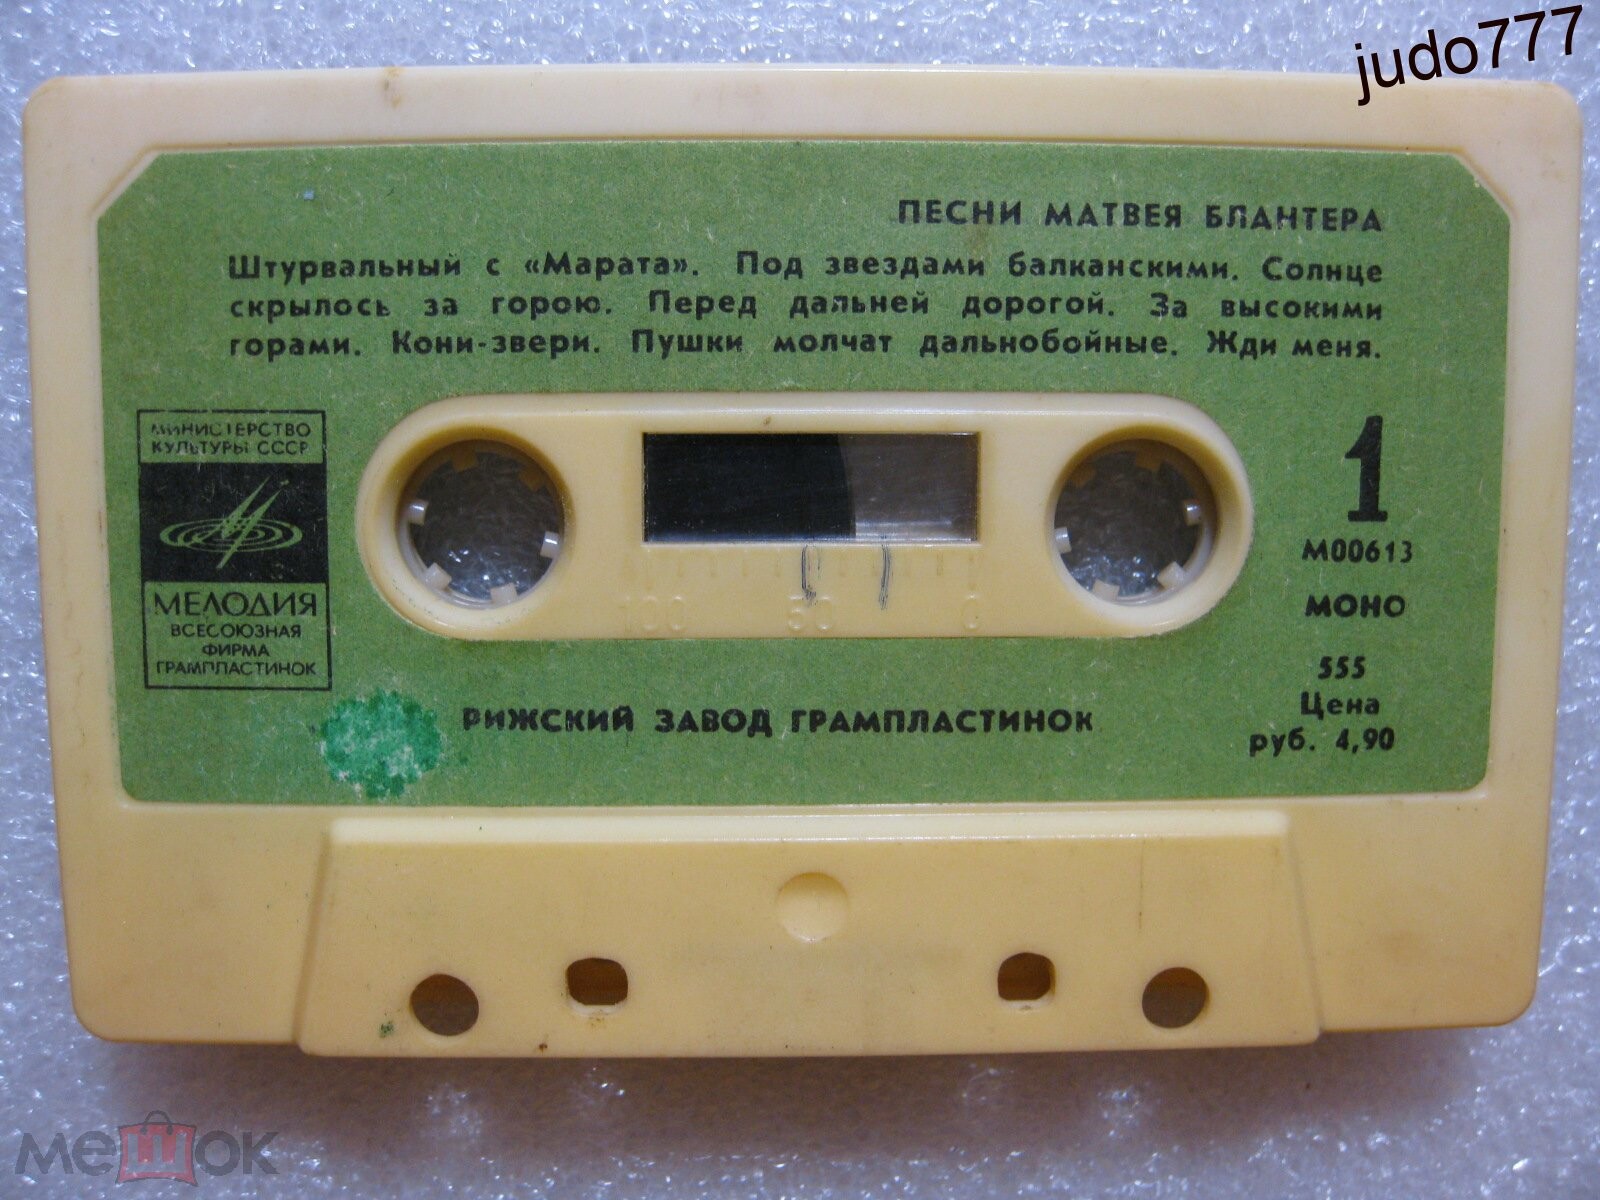 judo777
ПЕСНИ МАТВЕЯ БЛАНТЕРА
Штурвальный с «Марата». Под звездами балканскими. Солнце
скрылось за горою. Перед дальней дорогой. За высокими
горами. Кони-звери. Пушки молчат дальнобойные. Жди меня.
МИНИСТЕРСТВО
КУЛЬТУРЫ СССР
МЕЛОДИЯ
ВСЕСОЮЗНАЯ
ФИРМА
ГРАМПЛАСТИНОК
100 50 0
1
М00613
МОНО
555
Цена
руб. 4,90
РИЖСКИЙ ЗАВОД ГРАМПЛАСТИНОК
мешок